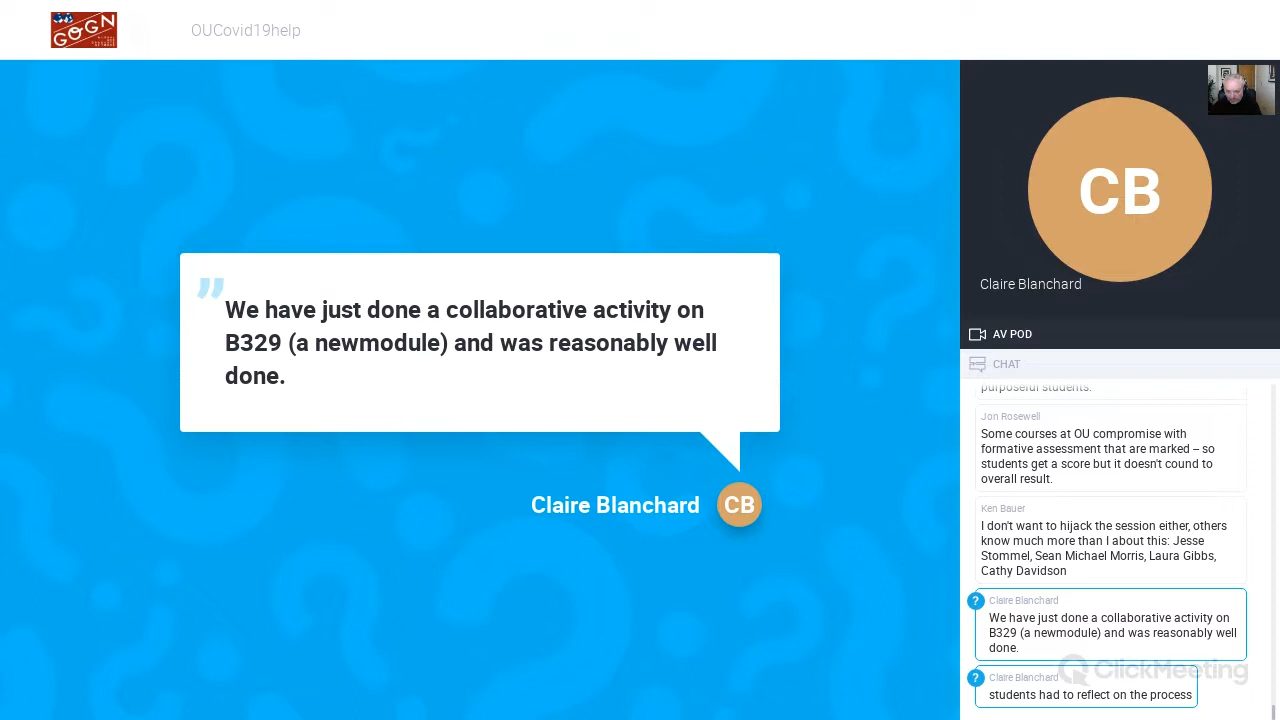 GOGN
OUCovid19help
We have just done a collaborative activity on
B329 (a newmodule) and was reasonably well
done.
Claire Blanchard
CB
CB
Claire Blanchard
AV POD
CHAT
purposeful students.
Jon Rosewell
Some courses at OU compromise with
formative assessment that are marked – so
students get a score but it doesn't cound to
overall result.
Ken Bauer
I don't want to hijack the session either, others
know much more than I about this: Jesse
Stommel, Sean Michael Morris, Laura Gibbs,
Cathy Davidson
?
Claire Blanchard
We have just done a collaborative activity on
B329 (a newmodule) and was reasonably well
done.
?
Claire Blanchard
students had to reflect on the process
ClickMeeting